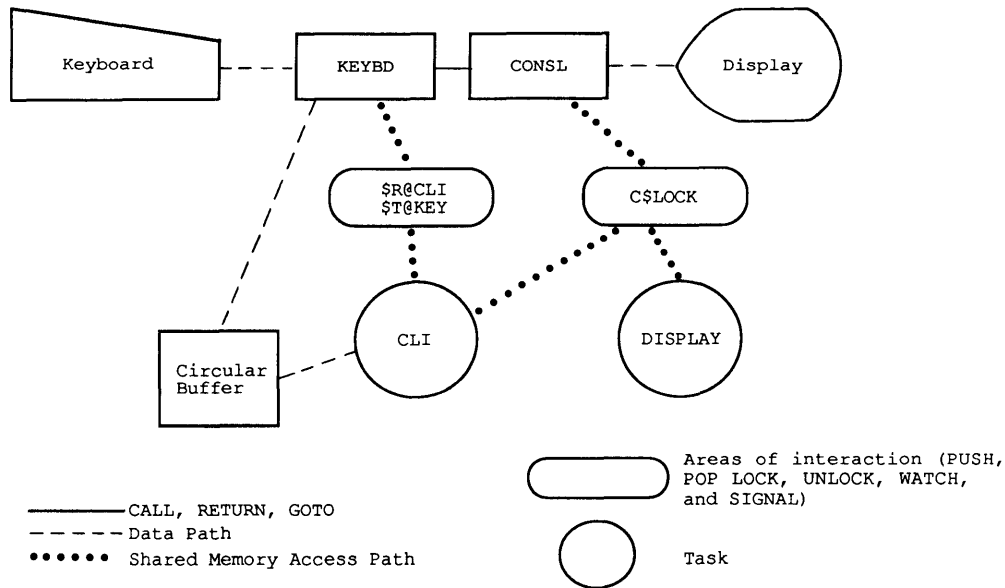 Keyboard
KEYBD
CONSL
Display
$R@CLI
$T@KEY
C$LOCK
CLI
DISPLAY
Circular
Buffer
Areas of interaction (PUSH,
POP LOCK, UNLOCK, WATCH,
and SIGNAL)
CALL, RETURN, GOTO
Data Path
Shared Memory Access Path
Task